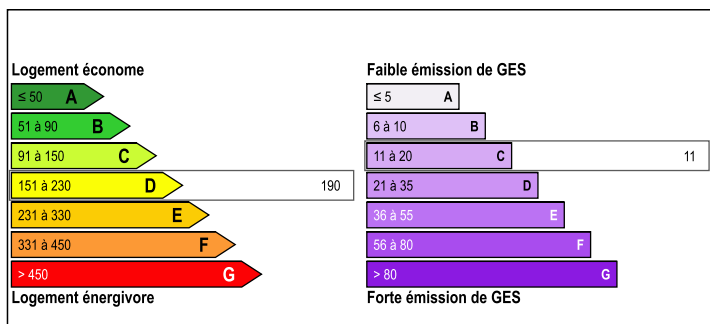 Logement économe
≤ 50 A
51 à 90 B
91 à 150 C
151 à 230 D 190
231 à 330 E
331 à 450 F
> 450 G
Logement énergivore
Faible émission de GES
≤ 5 A
6 à 10 B
11 à 20 C 11
21 à 35 D
36 à 55 E
56 à 80 F
> 80 G
Forte émission de GES